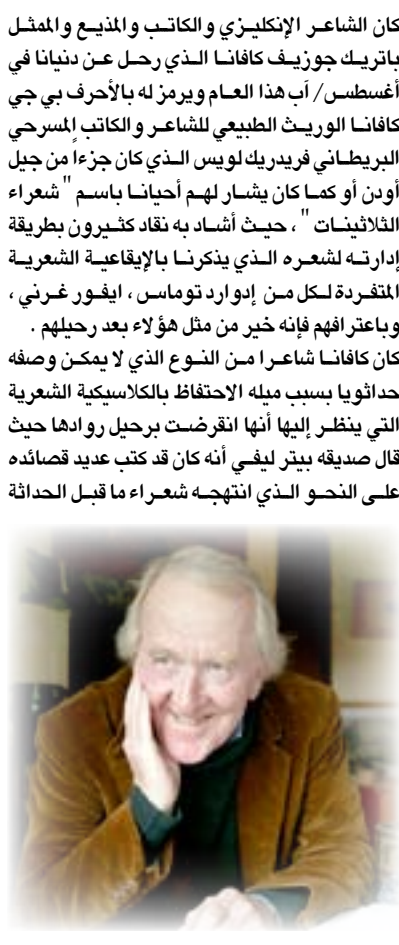 كان الشاعر الإنكليزي والكاتب والمذيع والممثل
باتريك جوزيف كافانا الذي رحل عن دنيانا في
أغسطس/ آب هذا العام ويرمز له بالأحرف بي جي
كافانا الوريث الطبيعي للشاعر والكاتب المسرحي
البريطاني فريدريك لويس الذي كان جزءاً من جيل
أودن أو كما كان يشار لهم أحيانا باسم " شعراء
الثلاثينات " ، حيث أشاد به نقاد كثيرون بطريقة
إدارته لشعره الذي يذكرنا بالإيقاعية الشعرية
المتفردة لكل من إدوارد توماس ، ايفور غرني ،
وباعترافهم فإنه خير من مثل هؤلاء بعد رحيلهم .
كان كافانا شاعرا من النوع الذي لا يمكن وصفه
حداثويا بسبب ميله الاحتفاظ بالكلاسيكية الشعرية
التي ينظر إليها أنها انقرضت برحيل روادها حيث
قال صديقه بيتر ليفي أنه كان قد كتب عديد قصائده
على النحو الذي انتهجه شعراء ما قبل الحداثة